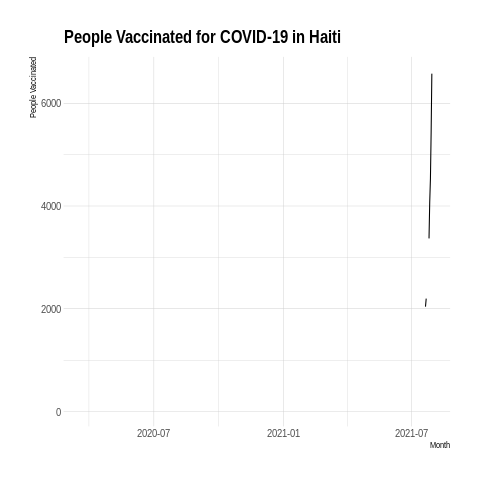 People Vaccinated for COVID-19 in Haiti
People Vaccinated
6000
4000
2000
0
2020-07
2021-01
2021-07
Month